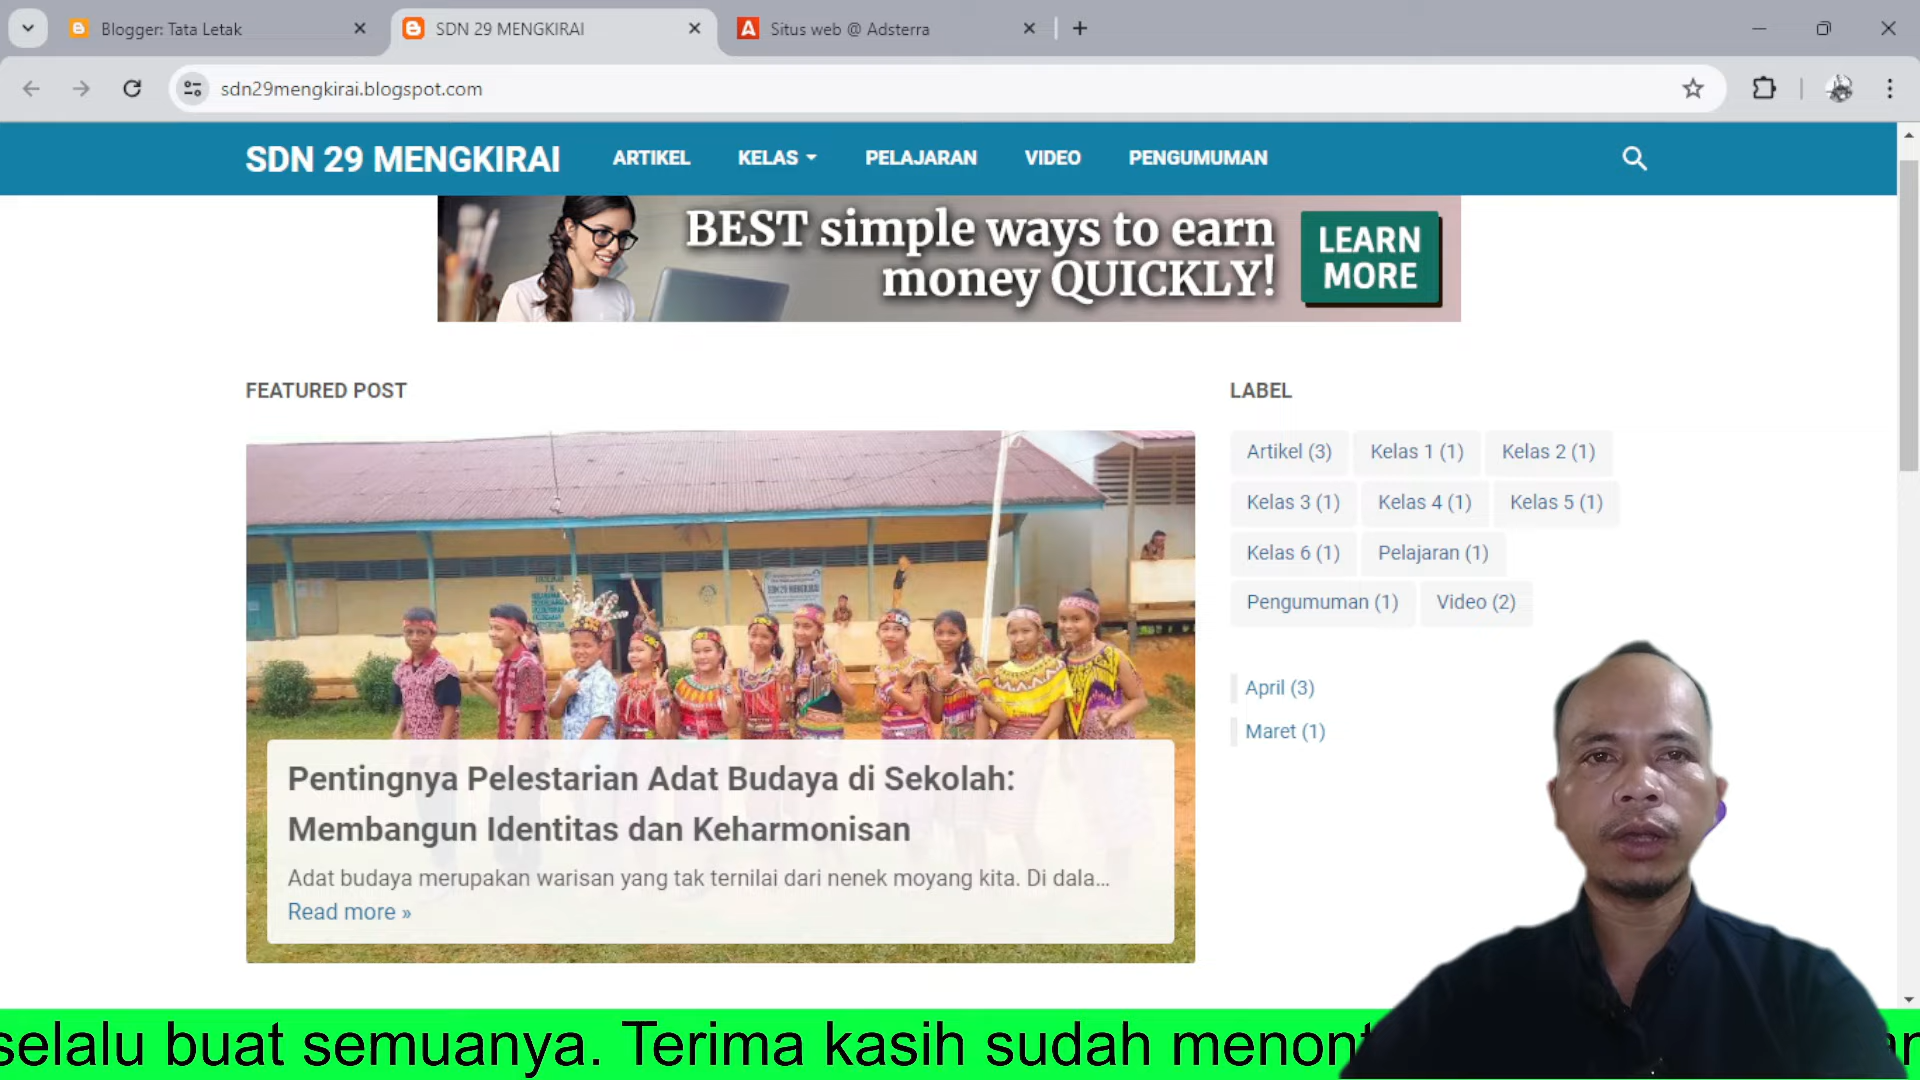 Blogger: Tata Letak
SDN 29 MENGKIRAI
Situs web @ Adsterra
sdn29mengkirai.blogspot.com
SDN 29 MENGKIRAI
ARTIKEL
KELAS
PELAJARAN
VIDEO
PENGUMUMAN
BEST simple ways to earn
money QUICKLY!
LEARN
MORE
FEATURED POST
SDN 29 MENGKIRAI
Pentingnya Pelestarian Adat Budaya di Sekolah:
Membangun Identitas dan Keharmonisan
Adat budaya merupakan warisan yang tak ternilai dari nenek moyang kita. Di dala...
Read more »
LABEL
Artikel (3)
Kelas 1 (1)
Kelas 2 (1)
Kelas 3 (1)
Kelas 4 (1)
Kelas 5 (1)
Kelas 6 (1)
Pelajaran (1)
Pengumuman (1)
Video (2)
April (3)
Maret (1)
selalu buat semuanya. Terima kasih sudah menont